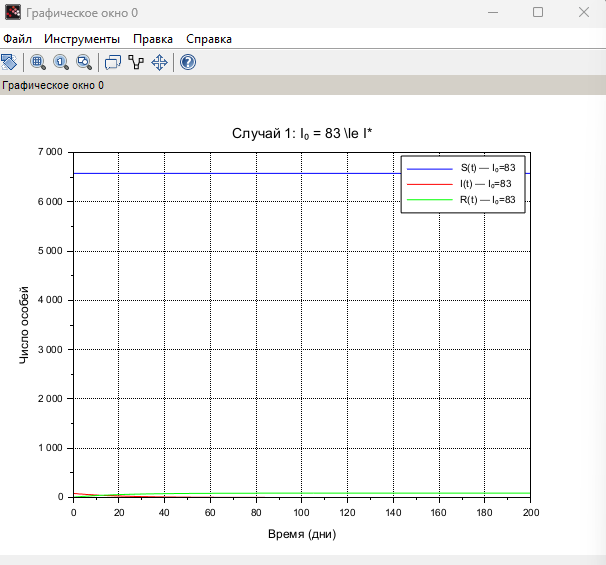 Графическое окно 0
Файл Инструменты Правка Справка
Графическое окно 0
Случай 1: I₀ = 83 \le I*
S(t) — I₀=83
I(t) — I₀=83
R(t) — I₀=83
Число особей
7 000
6 000
5 000
4 000
3 000
2 000
1 000
0
0 20 40 60 80 100 120 140 160 180 200
Время (дни)